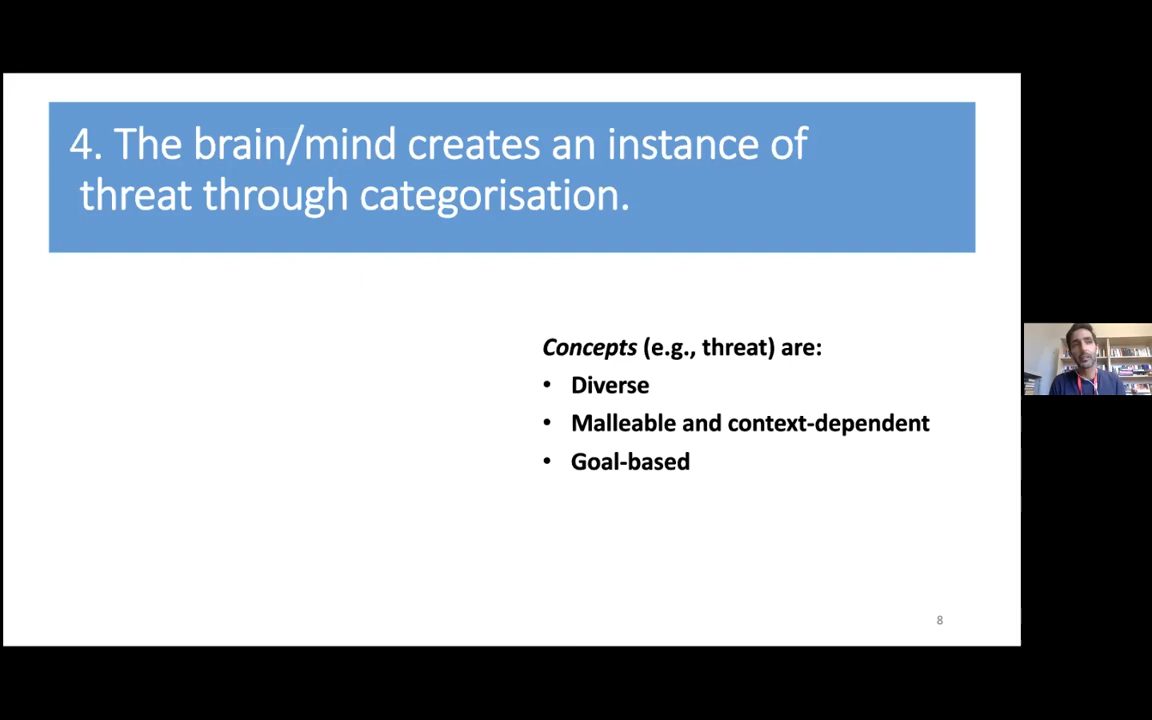 4. The brain/mind creates an instance of
threat through categorisation.
Concepts (e.g., threat) are:
• Diverse
• Malleable and context-dependent
• Goal-based
8